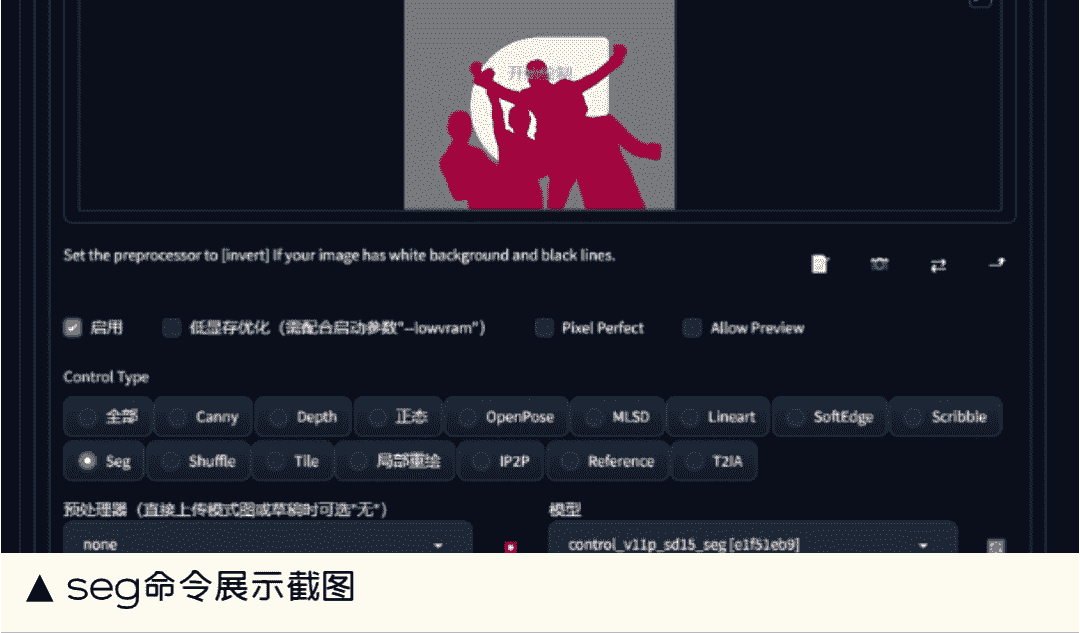 开始绘制
Set the preprocessor to [invert] If your image has white background and black lines.
启用 低显存优化（需配合启动参数"--lowvram"） Pixel Perfect Allow Preview
Control Type
全部 Canny Depth 正态 OpenPose MLSD Lineart SoftEdge Scribble
Seg Shuffle Tile 局部重绘 IP2P Reference T2IA
预处理器（直接上传模式图或草稿时可选"无"） 模型
none control_v11p_sd15_seg [e1f51eb9]
▲ seg命令展示截图